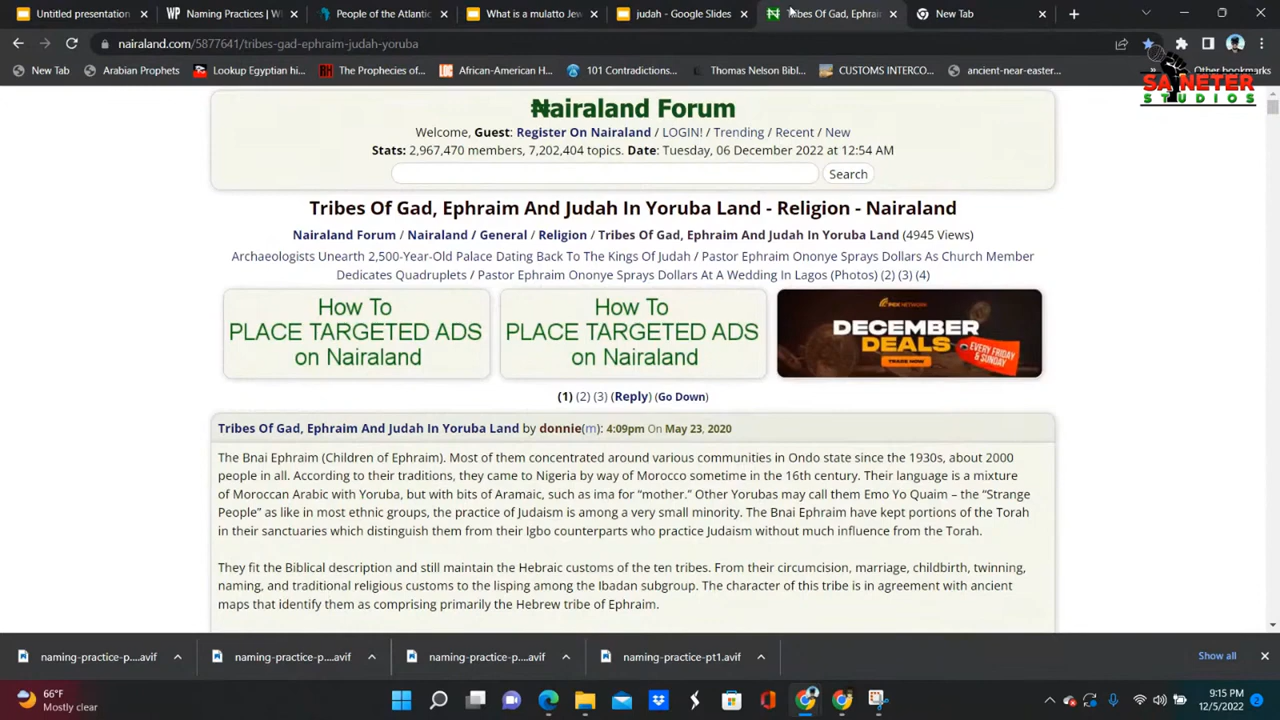 Untitled presentation
Naming Practices | W
People of the Atlantic
What is a mulatto Jew
judah - Google Slides
Tribes Of Gad, Ephrai
New Tab
nairaland.com/5877641/tribes-gad-ephraim-judah-yoruba
New Tab
Arabian Prophets
Lookup Egyptian hi...
The Prophecies of...
African-American H...
101 Contradictions...
Thomas Nelson Bibl...
CUSTOMS INTERCO...
ancient-near-easter...
Other bookmarks
SA NETER
STUDIOS
₦airaland Forum
Welcome, Guest: Register On Nairaland / LOGIN! / Trending / Recent / New
Stats: 2,967,470 members, 7,202,404 topics. Date: Tuesday, 06 December 2022 at 12:54 AM
Search
Tribes Of Gad, Ephraim And Judah In Yoruba Land - Religion - Nairaland
Nairaland Forum / Nairaland / General / Religion / Tribes Of Gad, Ephraim And Judah In Yoruba Land (4945 Views)
Archaeologists Unearth 2,500-Year-Old Palace Dating Back To The Kings Of Judah / Pastor Ephraim Ononye Sprays Dollars As Church Member
Dedicates Quadruplets / Pastor Ephraim Ononye Sprays Dollars At A Wedding In Lagos (Photos) (2) (3) (4)
How To
PLACE TARGETED ADS
on Nairaland
How To
PLACE TARGETED ADS
on Nairaland
DECEMBER
DEALS
EVERY FRIDAY
& SUNDAY
TRADE NOW
(1) (2) (3) (Reply) (Go Down)
Tribes Of Gad, Ephraim And Judah In Yoruba Land by donnie(m): 4:09pm On May 23, 2020
The Bnai Ephraim (Children of Ephraim). Most of them concentrated around various communities in Ondo state since the 1930s, about 2000
people in all. According to their traditions, they came to Nigeria by way of Morocco sometime in the 16th century. Their language is a mixture
of Moroccan Arabic with Yoruba, but with bits of Aramaic, such as ima for “mother.” Other Yorubas may call them Emo Yo Quaim – the “Strange
People” as like in most ethnic groups, the practice of Judaism is among a very small minority. The Bnai Ephraim have kept portions of the Torah
in their sanctuaries which distinguish them from their Igbo counterparts who practice Judaism without much influence from the Torah.
They fit the Biblical description and still maintain the Hebraic customs of the ten tribes. From their circumcision, marriage, childbirth, twinning,
naming, and traditional religious customs to the lisping among the Ibadan subgroup. The character of this tribe is in agreement with ancient
maps that identify them as comprising primarily the Hebrew tribe of Ephraim.
naming-practice-p....avif
naming-practice-p....avif
naming-practice-p....avif
naming-practice-pt1.avif
Show all
66°F
Mostly clear
9:15 PM
12/5/2022